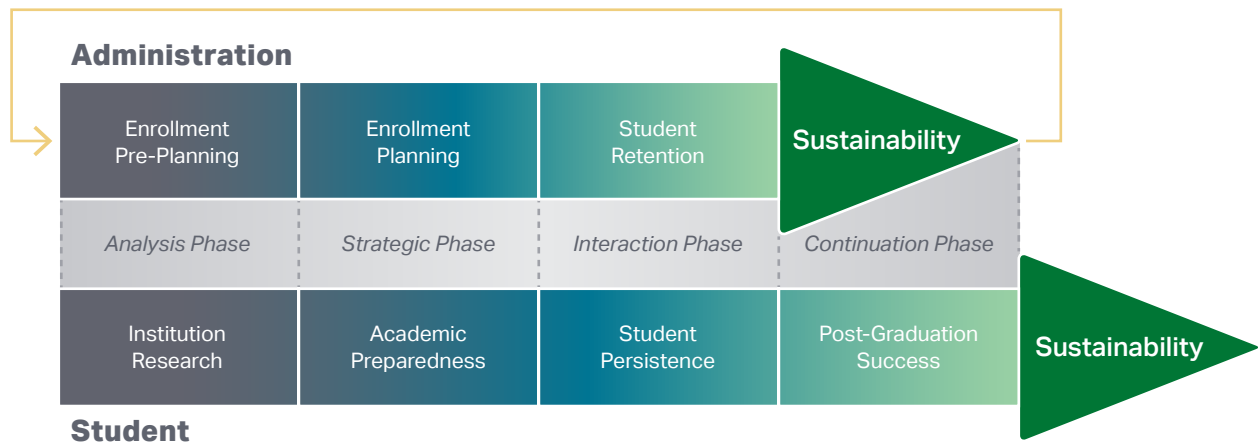 Administration
Enrollment
Pre-Planning
Enrollment
Planning
Student
Retention
Sustainability
Analysis Phase
Strategic Phase
Interaction Phase
Continuation Phase
Institution
Research
Academic
Preparedness
Student
Persistence
Post-Graduation
Success
Sustainability
Student